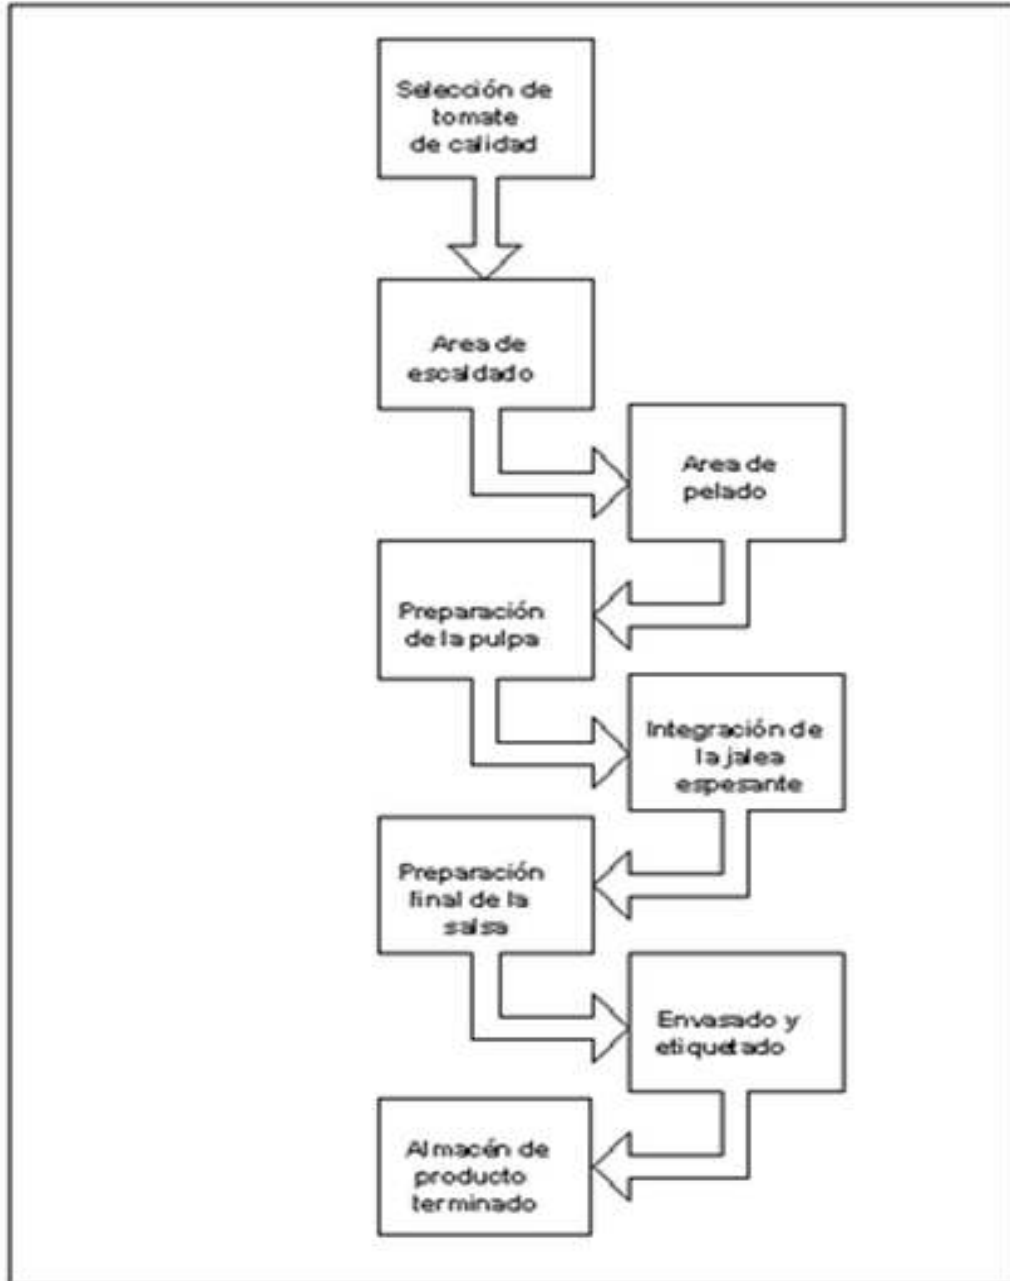 Selección de
tomate
de calidad
Area de
escaldado
Area de
pelado
Preparación
de la pulpa
Integración de
la jalea
espesante
Preparación
final de la
salsa
Envasado y
etiquetado
Almacén de
producto
terminado